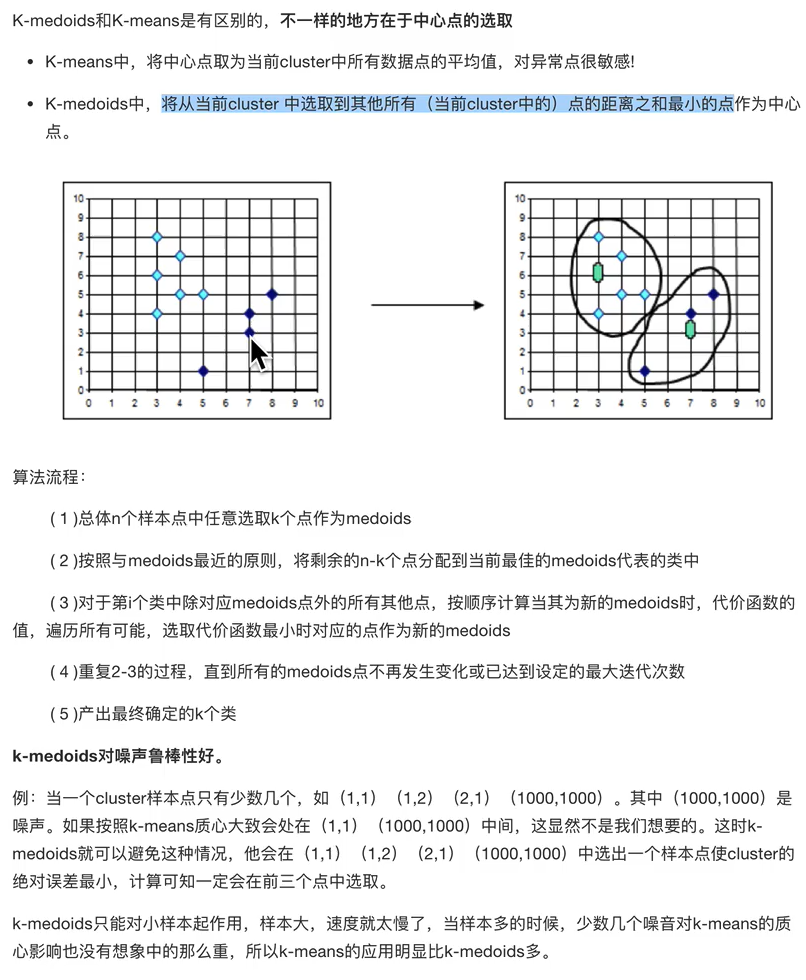 K-medoids和K-means是有区别的，不一样的地方在于中心点的选取
• K-means中，将中心点取为当前cluster中所有数据点的平均值，对异常点很敏感!
• K-medoids中，将从当前cluster 中选取到其他所有（当前cluster中的）点的距离之和最小的点作为中心
点。
10 10
9 9
8 8
7 7
6 6
5 5
4 4
3 3
2 2
1 1
0 0
0 1 2 3 4 5 6 7 8 9 10 0 1 2 3 4 5 6 7 8 9 10
算法流程：
( 1 )总体n个样本点中任意选取k个点作为medoids
( 2 )按照与medoids最近的原则，将剩余的n-k个点分配到当前最佳的medoids代表的类中
( 3 )对于第i个类中除对应medoids点外的所有其他点，按顺序计算当其为新的medoids时，代价函数的
值，遍历所有可能，选取代价函数最小时对应的点作为新的medoids
( 4 )重复2-3的过程，直到所有的medoids点不再发生变化或已达到设定的最大迭代次数
( 5 )产出最终确定的k个类
k-medoids对噪声鲁棒性好。
例：当一个cluster样本点只有少数几个，如（1,1）（1,2）（2,1）（1000,1000）。其中（1000,1000）是
噪声。如果按照k-means质心大致会处在（1,1）（1000,1000）中间，这显然不是我们想要的。这时k-
medoids就可以避免这种情况，他会在（1,1）（1,2）（2,1）（1000,1000）中选出一个样本点使cluster的
绝对误差最小，计算可知一定会在前三个点中选取。
k-medoids只能对小样本起作用，样本大，速度就太慢了，当样本多的时候，少数几个噪音对k-means的质
心影响也没有想象中的那么重，所以k-means的应用明显比k-medoids多。